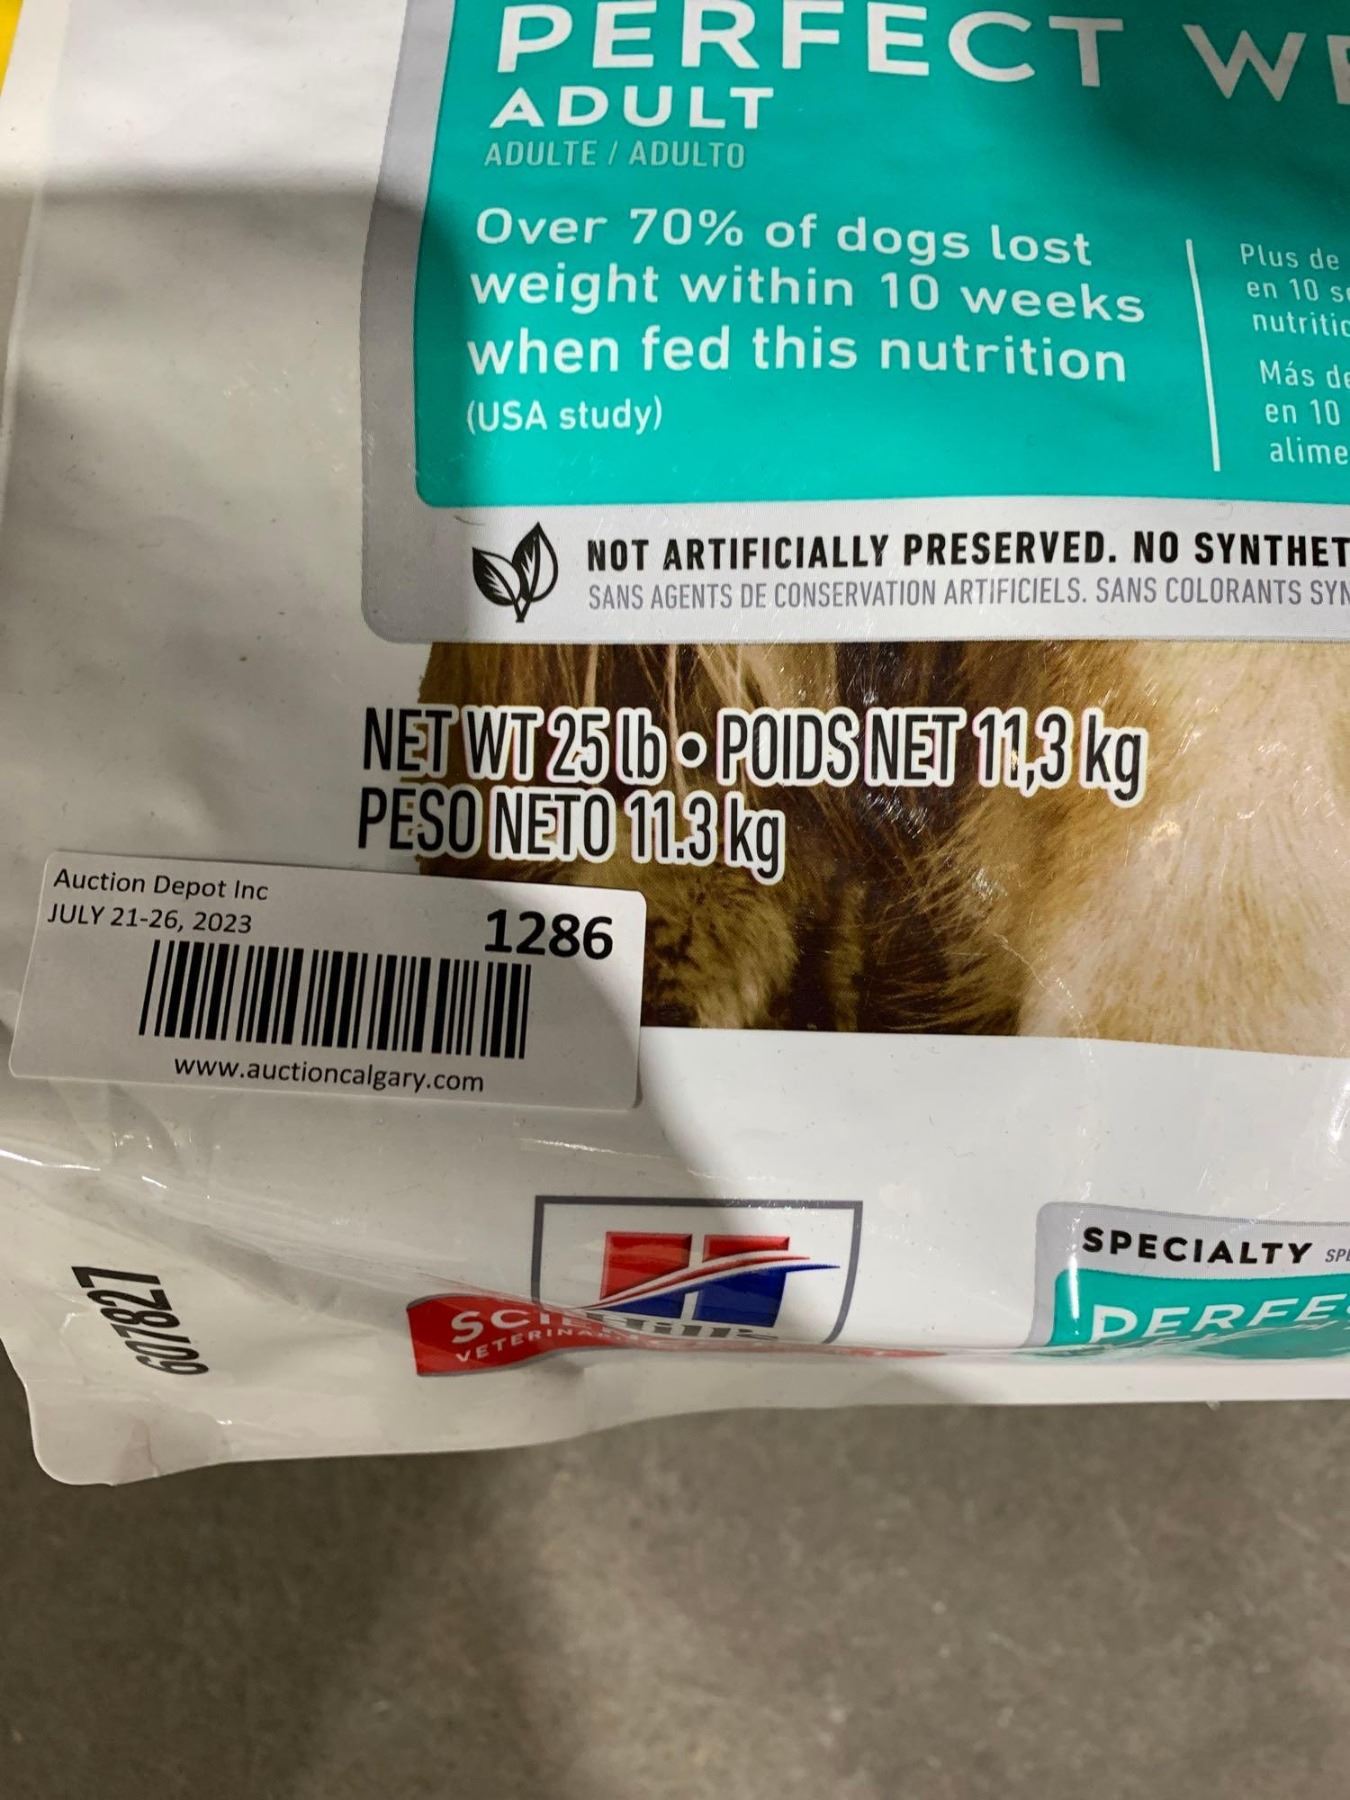 PERFECT
ADULT
ADULTE / ADULTO
Over 70% of dogs lost
weight within 10 weeks
when fed this nutrition
(USA study)
Plus de
en 10
Más de
en 10
NOT ARTIFICIALLY PRESERVED. NO
SANS AGENTS DE CONSERVATION ARTIFICIELS. SANS COLORANTS
NET WT 25 lb • POIDS NET 11,3 kg
PESO NETO 11.3 kg
Auction Depot Inc
JULY 21-26, 2023
1286
www.auctioncalgary.com
607827
SPECIALTY